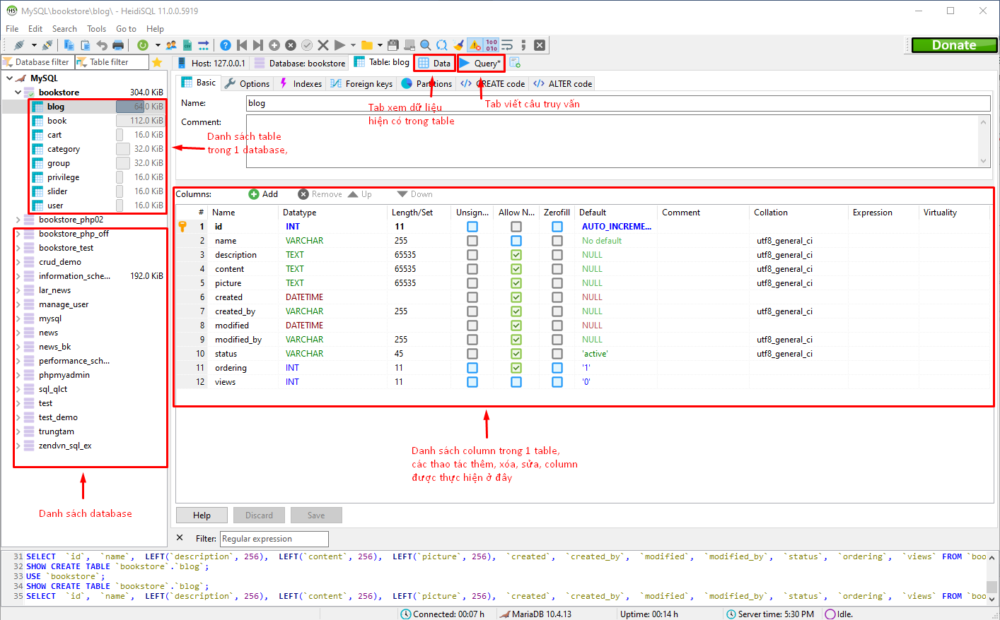 MySQL\bookstore\blog\ - HeidiSQL 11.0.0.5919
File Edit Search Tools Go to Help
Donate
Database filter Table filter
Host: 127.0.0.1 Database: bookstore Table: blog Data Query*
MySQL
bookstore 304.0 KiB
blog 64.0 KiB
book 112.0 KiB
cart 16.0 KiB
category 32.0 KiB
group 32.0 KiB
privilege 16.0 KiB
slider 16.0 KiB
user 16.0 KiB
bookstore_php02
bookstore_php_off
bookstore_test
crud_demo
information_sche... 192.0 KiB
lar_news
manage_user
mysql
news
news_bk
performance_sch...
phpmyadmin
sql_qlct
test
test_demo
trungtam
zendvn_sql_ex
Danh sách database
Basic Options Indexes Foreign keys Partitions CREATE code ALTER code
Name: blog
Comment:
Tab xem dữ liệu
hiện có trong table
Tab viết câu truy vấn
Danh sách table
trong 1 database,
Columns: Add Remove Up Down
# Name Datatype Length/Set Unsign... Allow N... Zerofill Default Comment Collation Expression Virtuality
1 id INT 11 AUTO_INCREME...
2 name VARCHAR 255 No default utf8_general_ci
3 description TEXT 65535 NULL utf8_general_ci
4 content TEXT 65535 NULL utf8_general_ci
5 picture TEXT 65535 NULL utf8_general_ci
6 created DATETIME NULL
7 created_by VARCHAR 255 NULL utf8_general_ci
8 modified DATETIME NULL
9 modified_by VARCHAR 255 NULL utf8_general_ci
10 status VARCHAR 45 'active' utf8_general_ci
11 ordering INT 11 '1'
12 views INT 11 '0'
Danh sách column trong 1 table,
các thao tác thêm, xóa, sửa, column
được thực hiện ở đây
Help Discard Save
Filter: Regular expression
31 SELECT `id`, `name`, LEFT(`description`, 256), LEFT(`content`, 256), LEFT(`picture`, 256), `created`, `created_by`, `modified`, `modified_by`, `status`, `ordering`, `views` FROM `boo
32 SHOW CREATE TABLE `bookstore`.`blog`;
33 USE `bookstore`;
34 SHOW CREATE TABLE `bookstore`.`blog`;
35 SELECT `id`, `name`, LEFT(`description`, 256), LEFT(`content`, 256), LEFT(`picture`, 256), `created`, `created_by`, `modified`, `modified_by`, `status`, `ordering`, `views` FROM `boo
Connected: 00:07 h MariaDB 10.4.13 Uptime: 00:14 h Server time: 5:30 PM Idle.